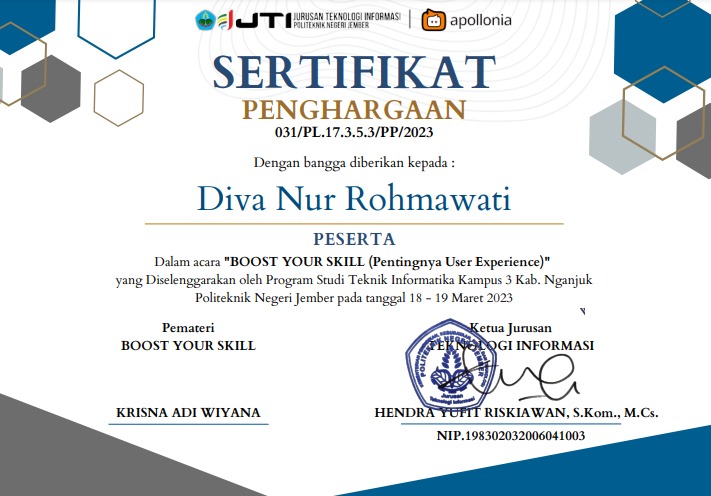 JTI JURUSAN TEKNOLOGI INFORMASI
POLITEKNIK NEGERI JEMBER
apollonia
SERTIFIKAT
PENGHARGAAN
031/PL.17.3.5.3/PP/2023
Dengan bangga diberikan kepada :
Diva Nur Rohmawati
PESERTA
Dalam acara "BOOST YOUR SKILL (Pentingnya User Experience)"
yang Diselenggarakan oleh Program Studi Teknik Informatika Kampus 3 Kab. Nganjuk
Politeknik Negeri Jember pada tanggal 18 - 19 Maret 2023
Pemateri
BOOST YOUR SKILL
KRISNA ADI WIYANA
Ketua Jurusan
TEKNOLOGI INFORMASI
POLITEKNIK NEGERI JEMBER
Jurusan
Teknologi Informasi
HENDRA YUFIT RISKIAWAN, S.Kom., M.Cs.
NIP.198302032006041003